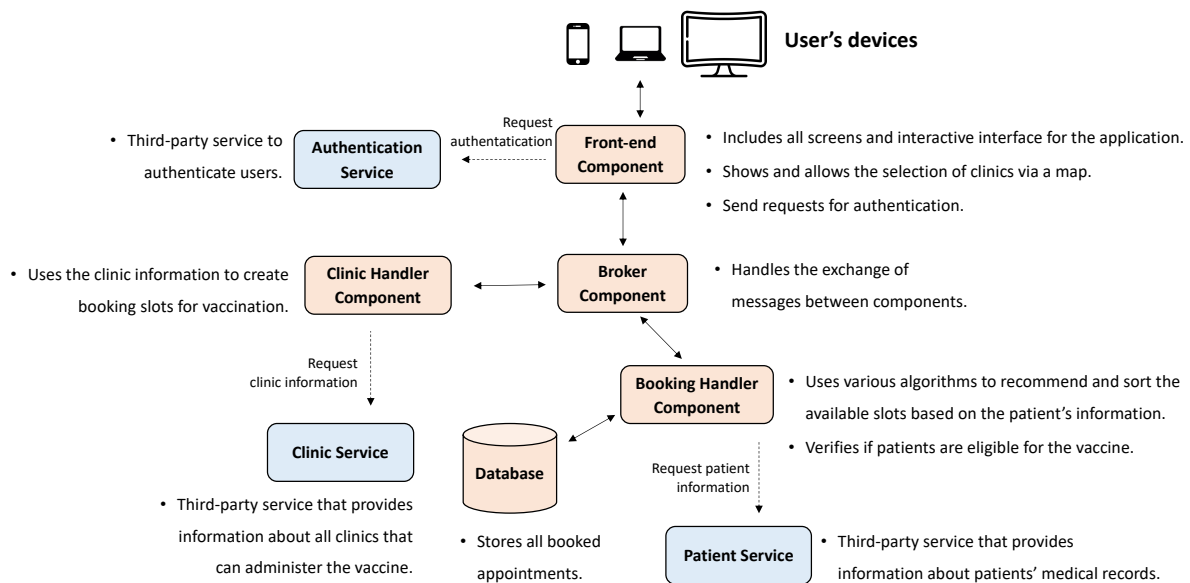 User's devices
Request
authentatication
• Third-party service to
authenticate users.
Authentication
Service
Front-end
Component
• Includes all screens and interactive interface for the application.
• Shows and allows the selection of clinics via a map.
• Send requests for authentication.
• Uses the clinic information to create
booking slots for vaccination.
Clinic Handler
Component
Broker
Component
• Handles the exchange of
messages between components.
Request
clinic information
Booking Handler
Component
• Uses various algorithms to recommend and sort the
available slots based on the patient's information.
• Verifies if patients are eligible for the vaccine.
Clinic Service
Database
Request patient
information
• Third-party service that provides
information about all clinics that
can administer the vaccine.
• Stores all booked
appointments.
Patient Service
• Third-party service that provides
information about patients' medical records.